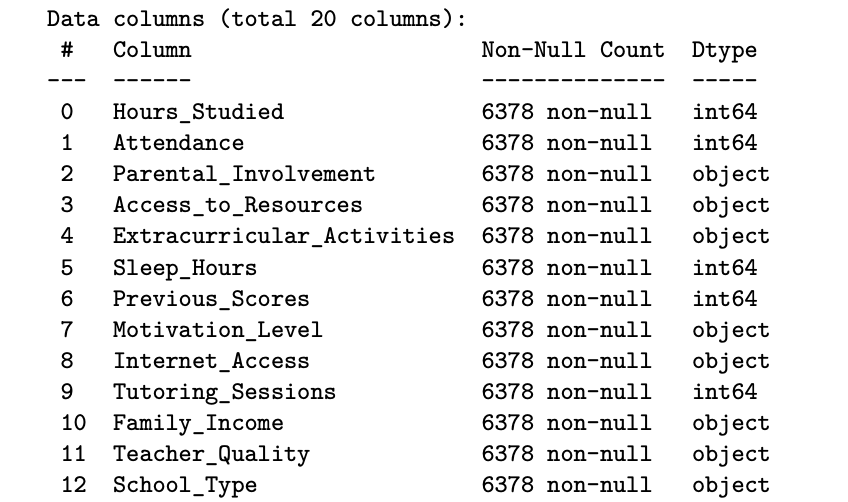 Data columns (total 20 columns):
 #   Column                      Non-Null Count  Dtype
---  ------                      --------------  -----
 0   Hours_Studied               6378 non-null   int64
 1   Attendance                  6378 non-null   int64
 2   Parental_Involvement        6378 non-null   object
 3   Access_to_Resources         6378 non-null   object
 4   Extracurricular_Activities  6378 non-null   object
 5   Sleep_Hours                 6378 non-null   int64
 6   Previous_Scores             6378 non-null   int64
 7   Motivation_Level            6378 non-null   object
 8   Internet_Access             6378 non-null   object
 9   Tutoring_Sessions           6378 non-null   int64
 10  Family_Income               6378 non-null   object
 11  Teacher_Quality             6378 non-null   object
 12  School_Type                 6378 non-null   object